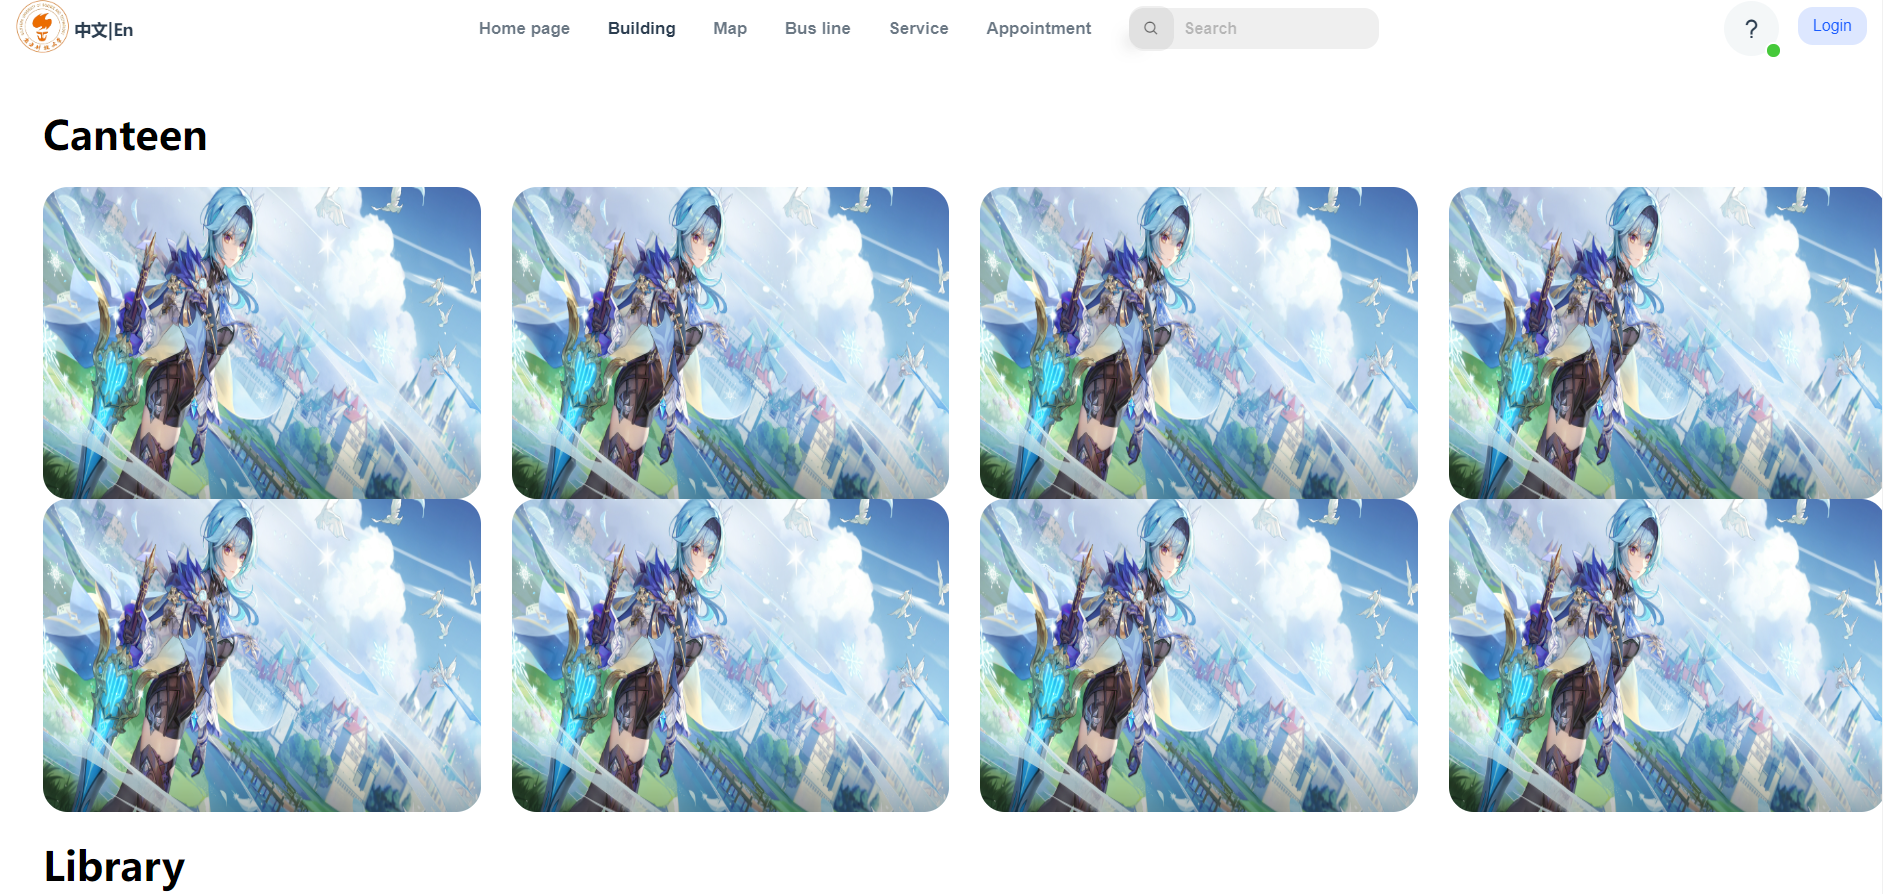 中文|En
Home page
Building
Map
Bus line
Service
Appointment
Search
?
Login
Canteen
Library